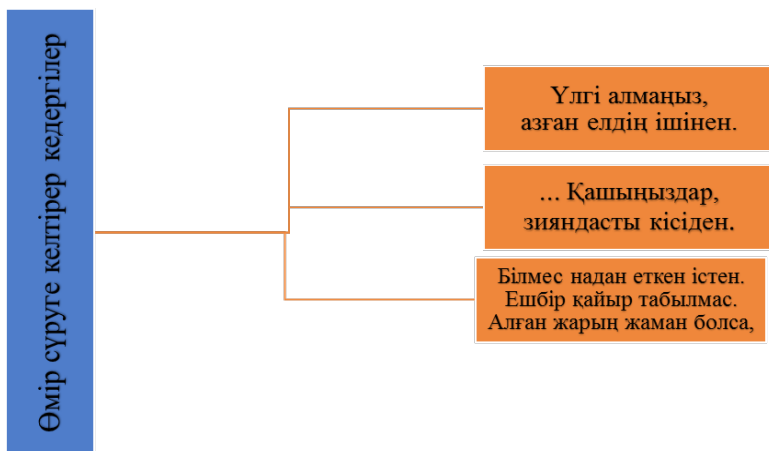 Өмір сүруге келтірер кедергілер
Үлгі алмаңыз,
азған елдің ішінен.
... Қашыңыздар,
зияндасты кісіден.
Білмес надан еткен істен.
Ешбір қайыр табылмас.
Алған жарың жаман болса,